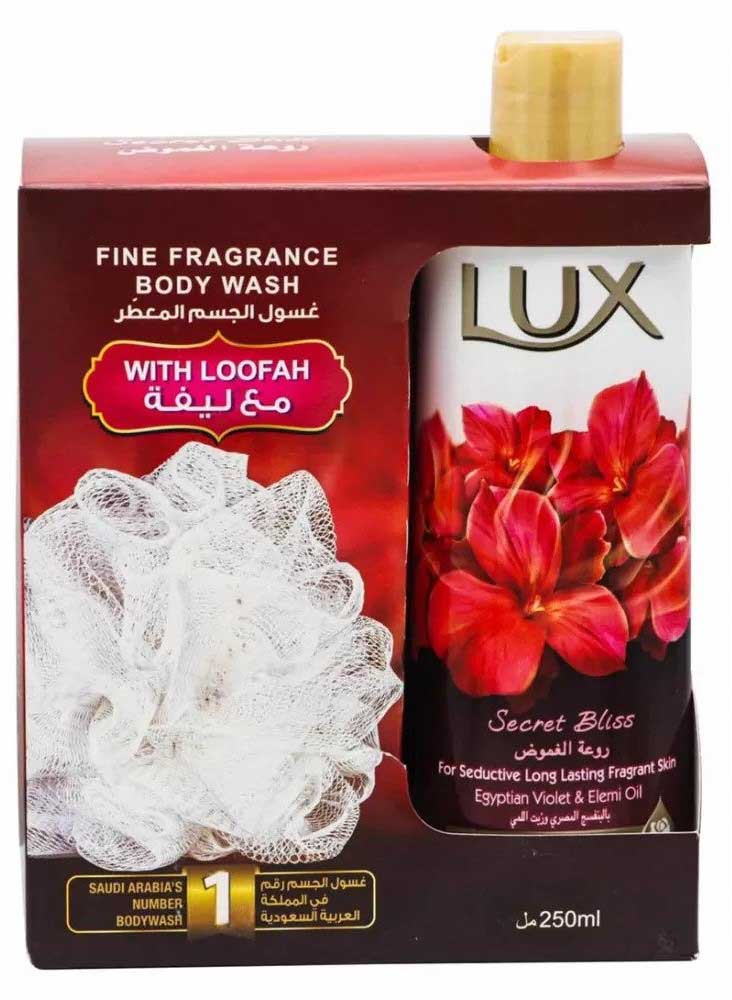 روعة الغموض
FINE FRAGRANCE
BODY WASH
غسول الجسم المعطّر
WITH LOOFAH
مع ليفة
LUX
Secret Bliss
روعة الغموض
For Seductive Long Lasting Fragrant Skin
Egyptian Violet & Elemi Oil
بالبنفسج المصري وزيت اللمي
SAUDI ARABIA'S
NUMBER
BODYWASH
1
غسول الجسم رقم
في المملكة
العربية السعودية
250ml مل